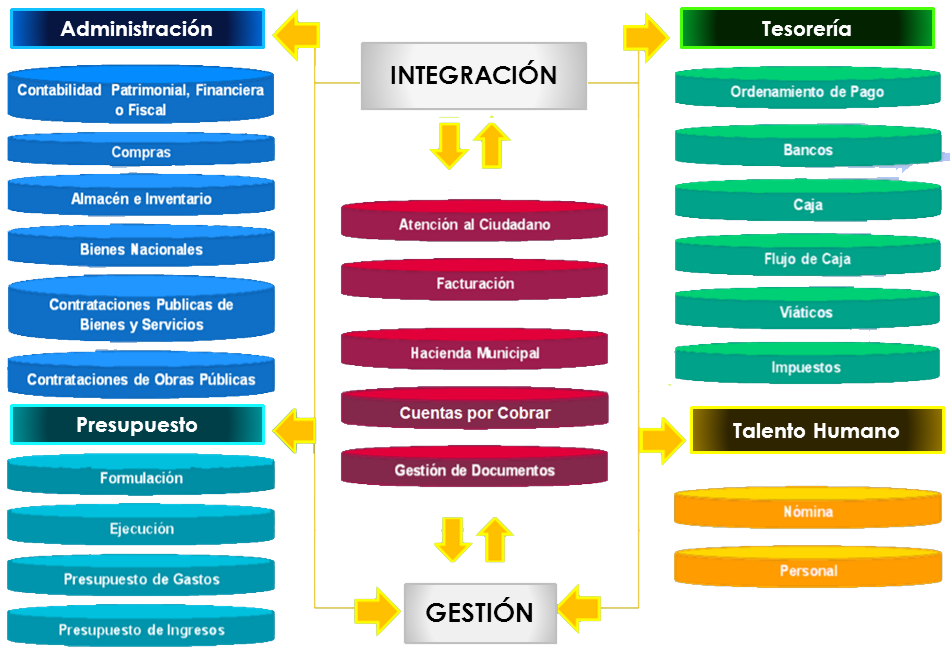 Administración
Contabilidad Patrimonial, Financiera
o Fiscal
Compras
Almacén e Inventario
Bienes Nacionales
Contrataciones Publicas de
Bienes y Servicios
Contrataciones de Obras Públicas
Presupuesto
Formulación
Ejecución
Presupuesto de Gastos
Presupuesto de Ingresos
INTEGRACIÓN
Atención al Ciudadano
Facturación
Hacienda Municipal
Cuentas por Cobrar
Gestión de Documentos
GESTIÓN
Tesorería
Ordenamiento de Pago
Bancos
Caja
Flujo de Caja
Viáticos
Impuestos
Talento Humano
Nómina
Personal